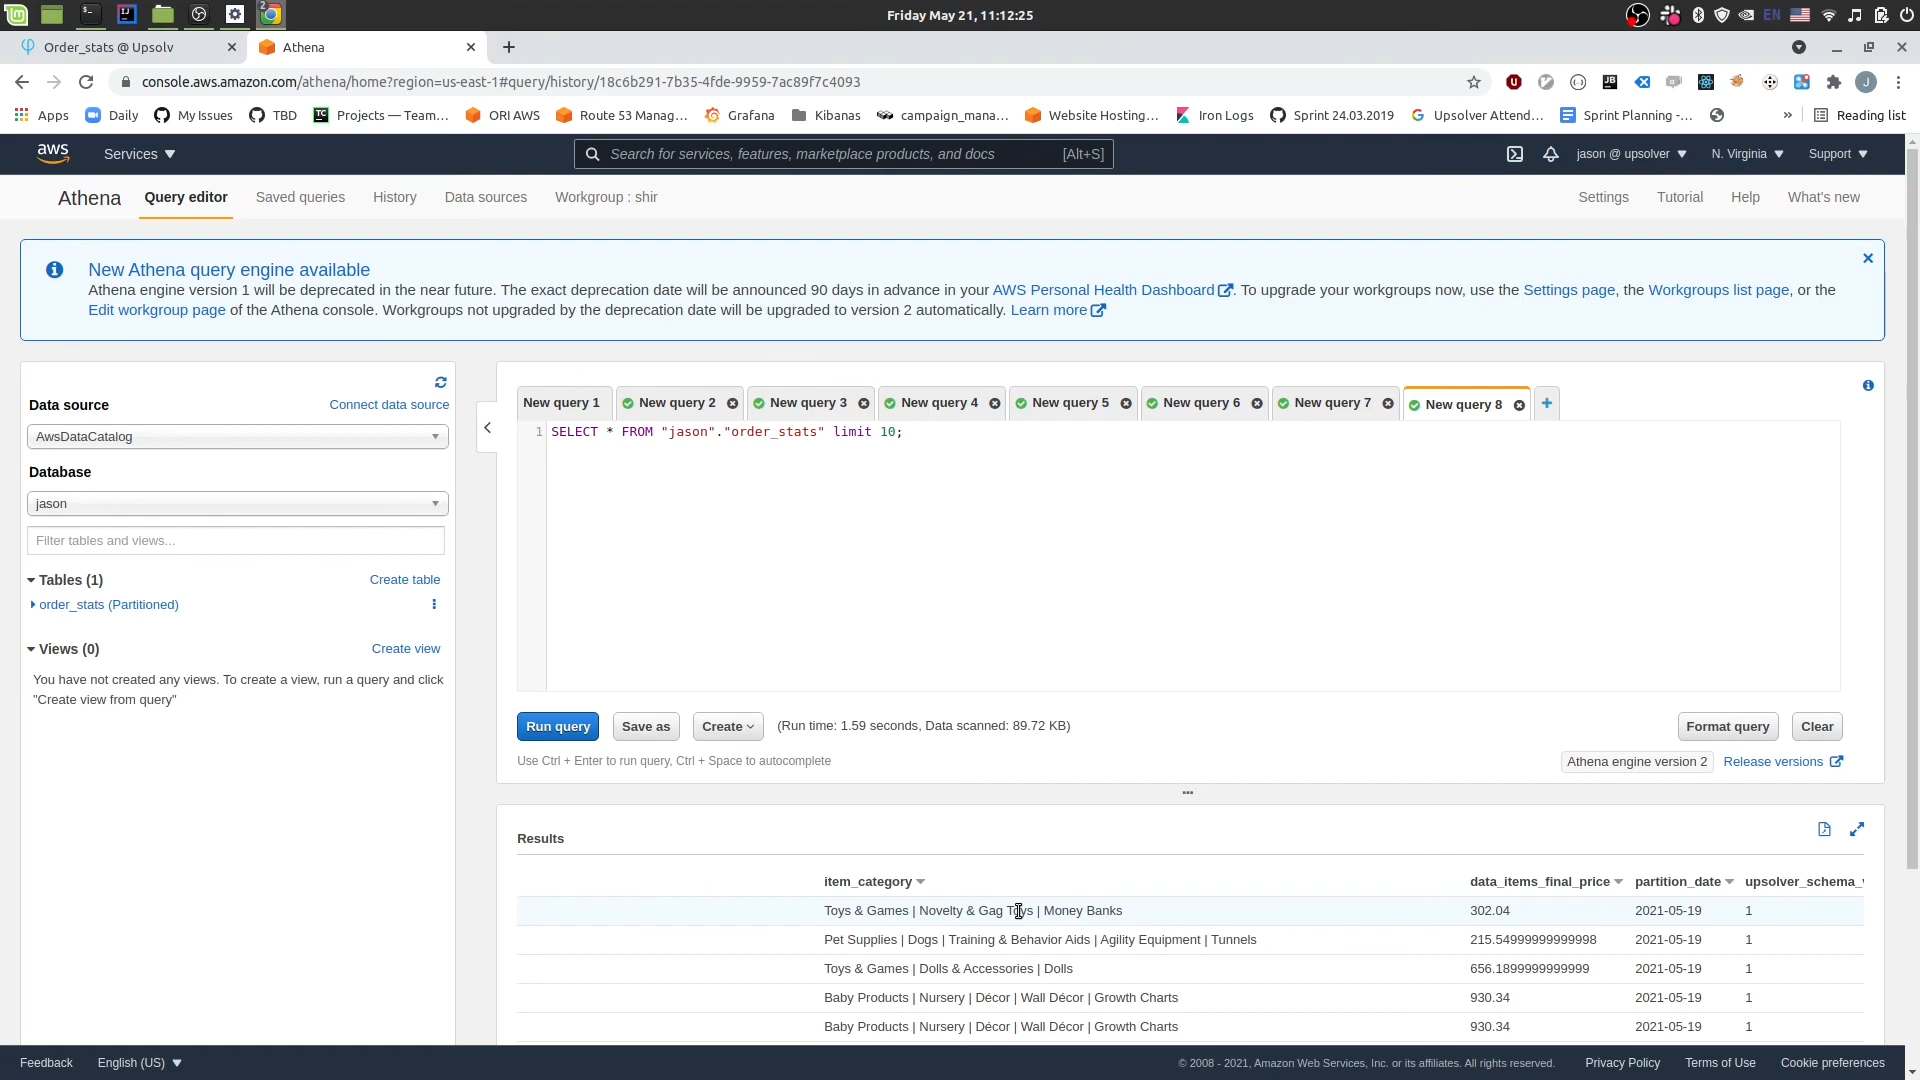 Friday May 21, 11:12:25
EN
Order_stats @ Upsolv
Athena
console.aws.amazon.com/athena/home?region=us-east-1#query/history/18c6b291-7b35-4fde-9959-7ac89f7c4093
Apps
Daily
My Issues
TBD
Projects — Team...
ORI AWS
Route 53 Manag...
Grafana
Kibanas
campaign_mana...
Website Hosting...
Iron Logs
Sprint 24.03.2019
Upsolver Attend...
Sprint Planning -...
»
Reading list
aws
Services
Search for services, features, marketplace products, and docs
[Alt+S]
jason @ upsolver
N. Virginia
Support
Athena
Query editor
Saved queries
History
Data sources
Workgroup : shir
Settings
Tutorial
Help
What's new
New Athena query engine available
Athena engine version 1 will be deprecated in the near future. The exact deprecation date will be announced 90 days in advance in your AWS Personal Health Dashboard. To upgrade your workgroups now, use the Settings page, the Workgroups list page, or the
Edit workgroup page of the Athena console. Workgroups not upgraded by the deprecation date will be upgraded to version 2 automatically. Learn more
Data source
Connect data source
AwsDataCatalog
Database
jason
Filter tables and views...
Tables (1)
Create table
order_stats (Partitioned)
Views (0)
Create view
You have not created any views. To create a view, run a query and click
"Create view from query"
New query 1
New query 2
New query 3
New query 4
New query 5
New query 6
New query 7
New query 8
1 SELECT * FROM "jason"."order_stats" limit 10;
Run query
Save as
Create
(Run time: 1.59 seconds, Data scanned: 89.72 KB)
Format query
Clear
Use Ctrl + Enter to run query, Ctrl + Space to autocomplete
Athena engine version 2
Release versions
Results
item_category data_items_final_price partition_date upsolver_schema_
Toys & Games | Novelty & Gag Toys | Money Banks 302.04 2021-05-19 1
Pet Supplies | Dogs | Training & Behavior Aids | Agility Equipment | Tunnels 215.54999999999998 2021-05-19 1
Toys & Games | Dolls & Accessories | Dolls 656.1899999999999 2021-05-19 1
Baby Products | Nursery | Décor | Wall Décor | Growth Charts 930.34 2021-05-19 1
Baby Products | Nursery | Décor | Wall Décor | Growth Charts 930.34 2021-05-19 1
Feedback
English (US)
© 2008 - 2021, Amazon Web Services, Inc. or its affiliates. All rights reserved.
Privacy Policy
Terms of Use
Cookie preferences